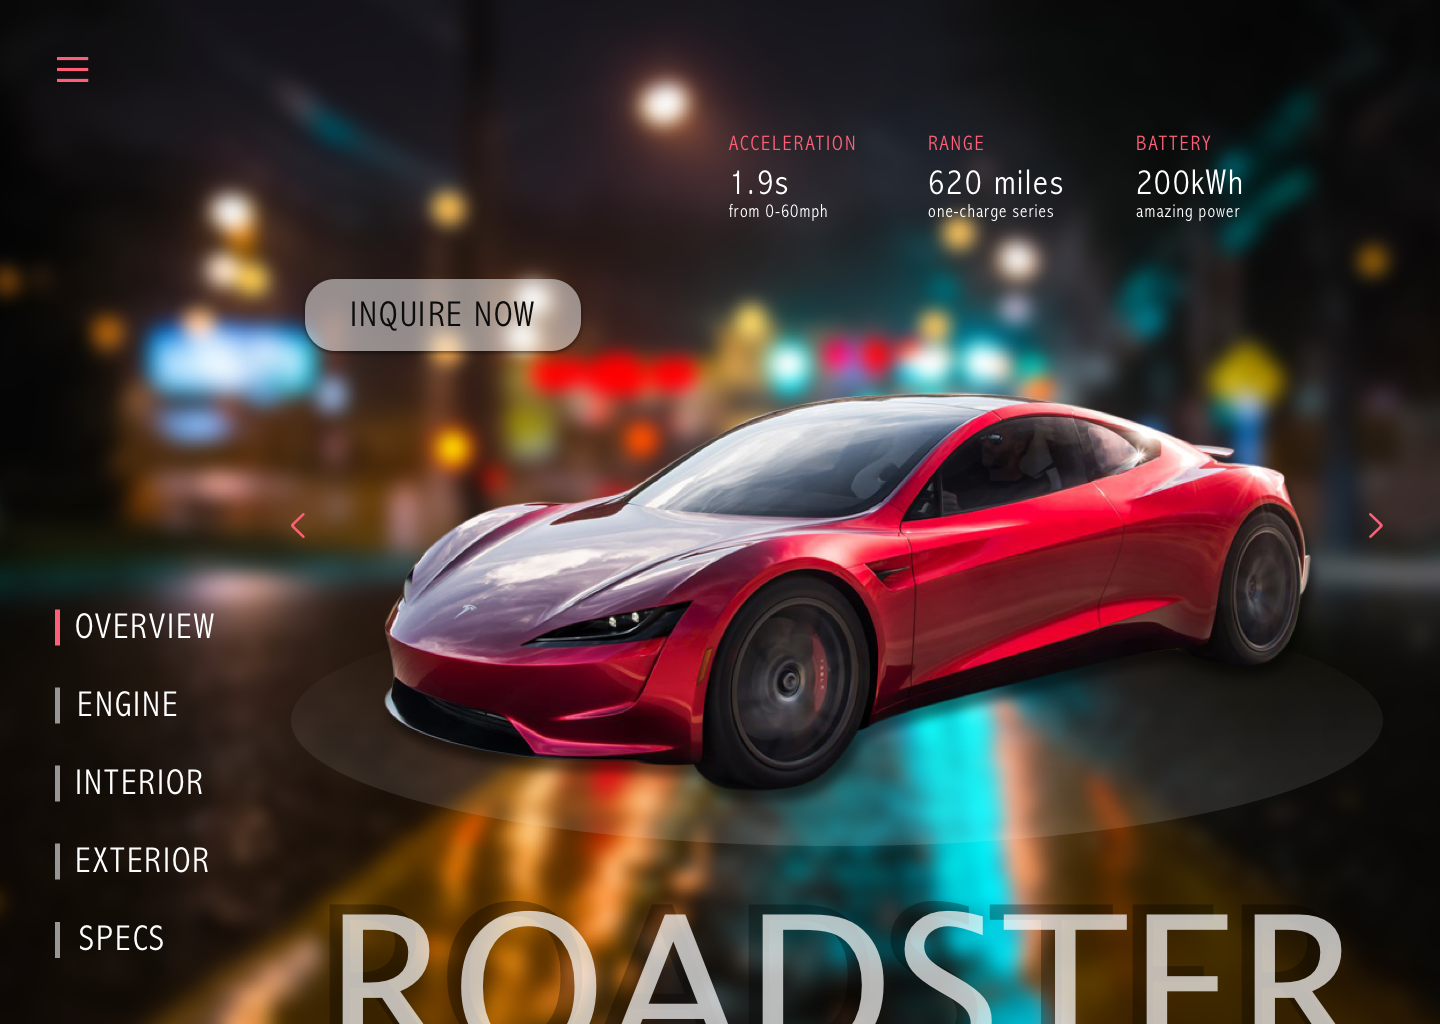 ACCELERATION
1.9s
from 0-60mph
RANGE
620 miles
one-charge series
BATTERY
200kWh
amazing power
INQUIRE NOW
OVERVIEW
ENGINE
INTERIOR
EXTERIOR
SPECS
ROADSTER